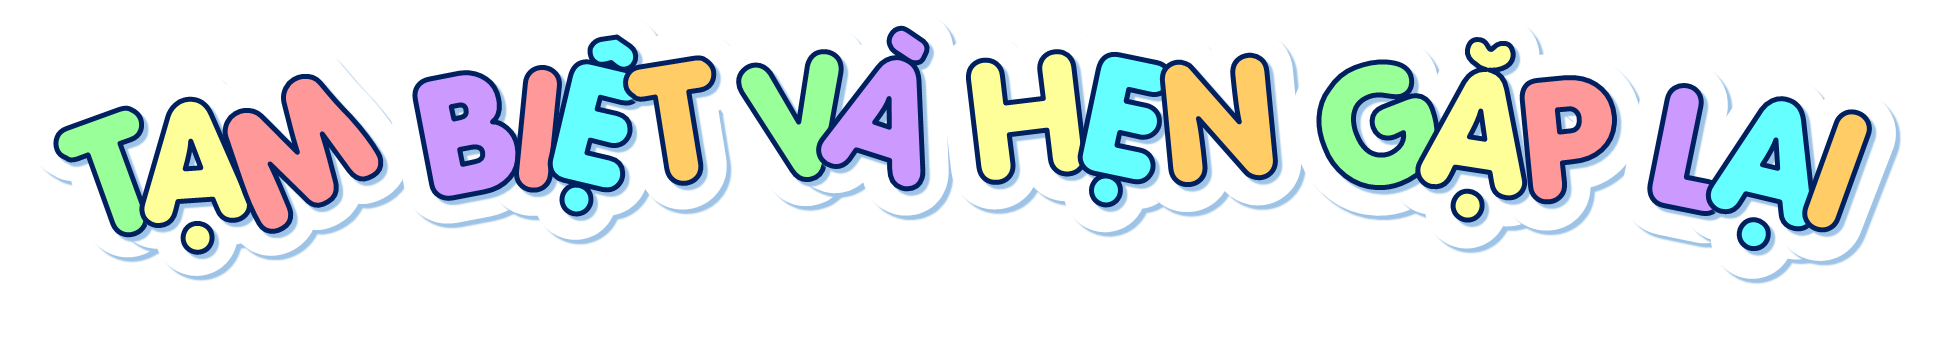 TẠM BIỆT VÀ HẸN GẶP LẠI